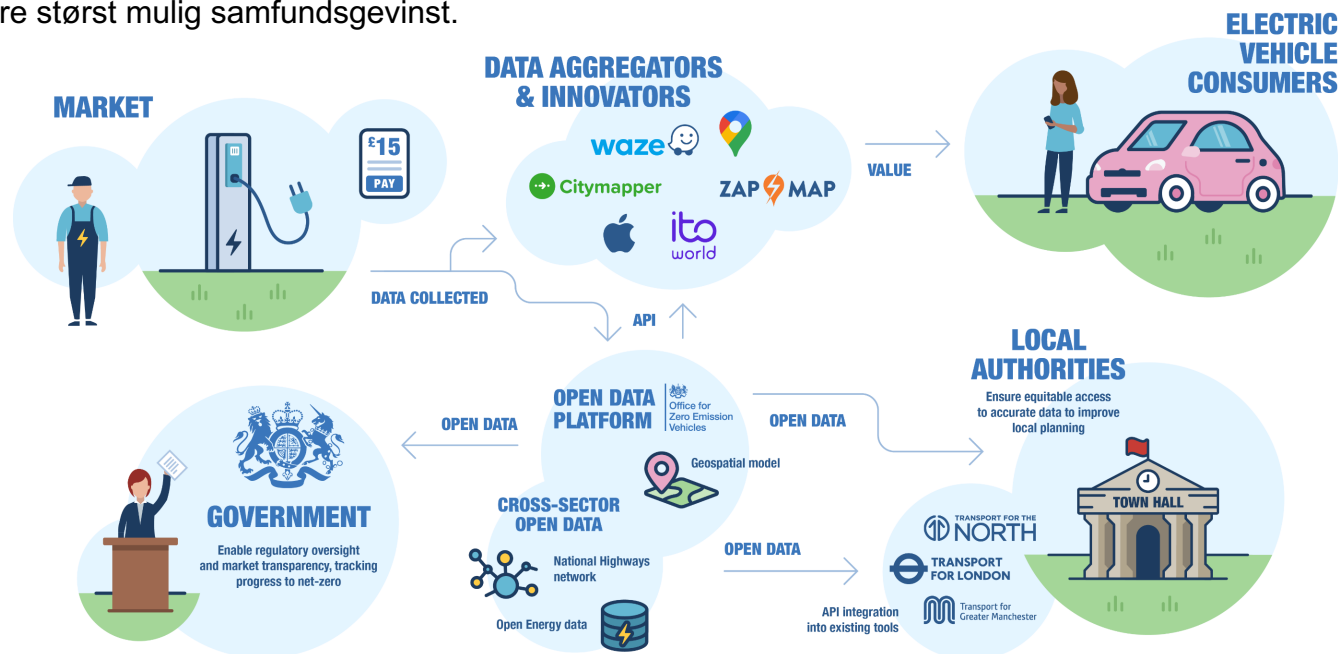 re størst mulig samfundsgevinst.
ELECTRIC
VEHICLE
CONSUMERS
DATA AGGREGATORS
& INNOVATORS
MARKET
£15
PAY
waze
Citymapper
ZAP MAP
ito
world
VALUE
DATA COLLECTED
API
LOCAL
AUTHORITIES
Ensure equitable access
to accurate data to improve
local planning
OPEN DATA
PLATFORM
Office for
Zero Emission
Vehicles
OPEN DATA
OPEN DATA
Geospatial model
TOWN HALL
GOVERNMENT
Enable regulatory oversight
and market transparency, tracking
progress to net-zero
CROSS-SECTOR
OPEN DATA
National Highways
network
Open Energy data
OPEN DATA
API integration
into existing tools
TRANSPORT FOR THE
NORTH
TRANSPORT
FOR LONDON
Transport for
Greater Manchester